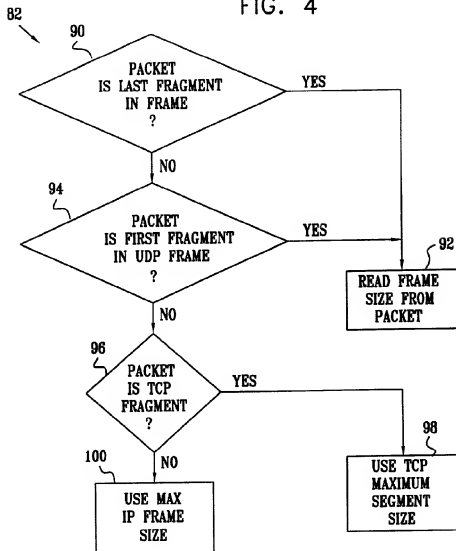 FIG. 4
82
90
PACKET
IS LAST FRAGMENT
IN FRAME
?
YES
NO
94
PACKET
IS FIRST FRAGMENT
IN UDP FRAME
?
YES
92
READ FRAME
SIZE FROM
PACKET
NO
96
PACKET
IS TCP
FRAGMENT
?
YES
98
USE TCP
MAXIMUM
SEGMENT
SIZE
NO
100
USE MAX
IP FRAME
SIZE